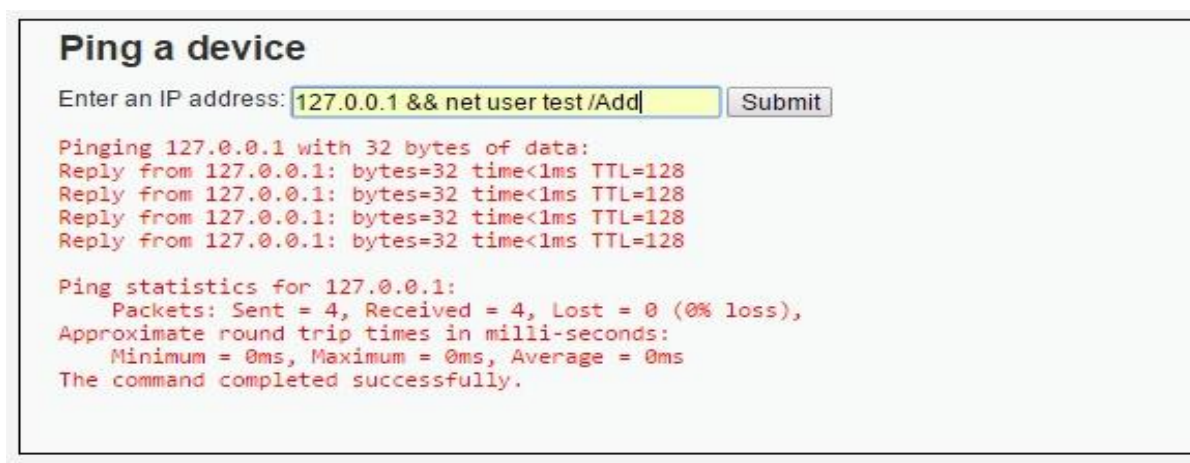 Ping a device
Enter an IP address: 127.0.0.1 && net user test /Add Submit
Pinging 127.0.0.1 with 32 bytes of data:
Reply from 127.0.0.1: bytes=32 time<1ms TTL=128
Reply from 127.0.0.1: bytes=32 time<1ms TTL=128
Reply from 127.0.0.1: bytes=32 time<1ms TTL=128
Reply from 127.0.0.1: bytes=32 time<1ms TTL=128
Ping statistics for 127.0.0.1:
Packets: Sent = 4, Received = 4, Lost = 0 (0% loss),
Approximate round trip times in milli-seconds:
Minimum = 0ms, Maximum = 0ms, Average = 0ms
The command completed successfully.